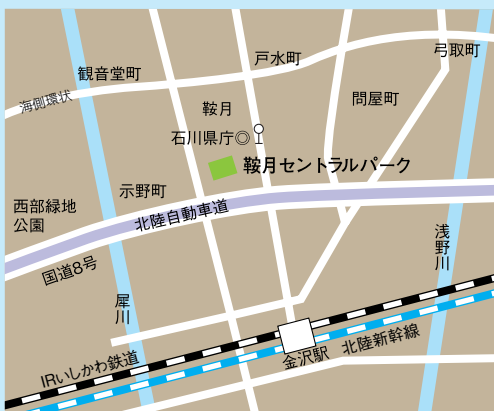 弓取町
戸水町
観音堂町
海側環状
問屋町
鞍月
石川県庁◎
鞍月セントラルパーク
示野町
西部緑地
公園
北陸自動車道
浅野川
国道8号
犀川
金沢駅
北陸新幹線
IRいしかわ鉄道